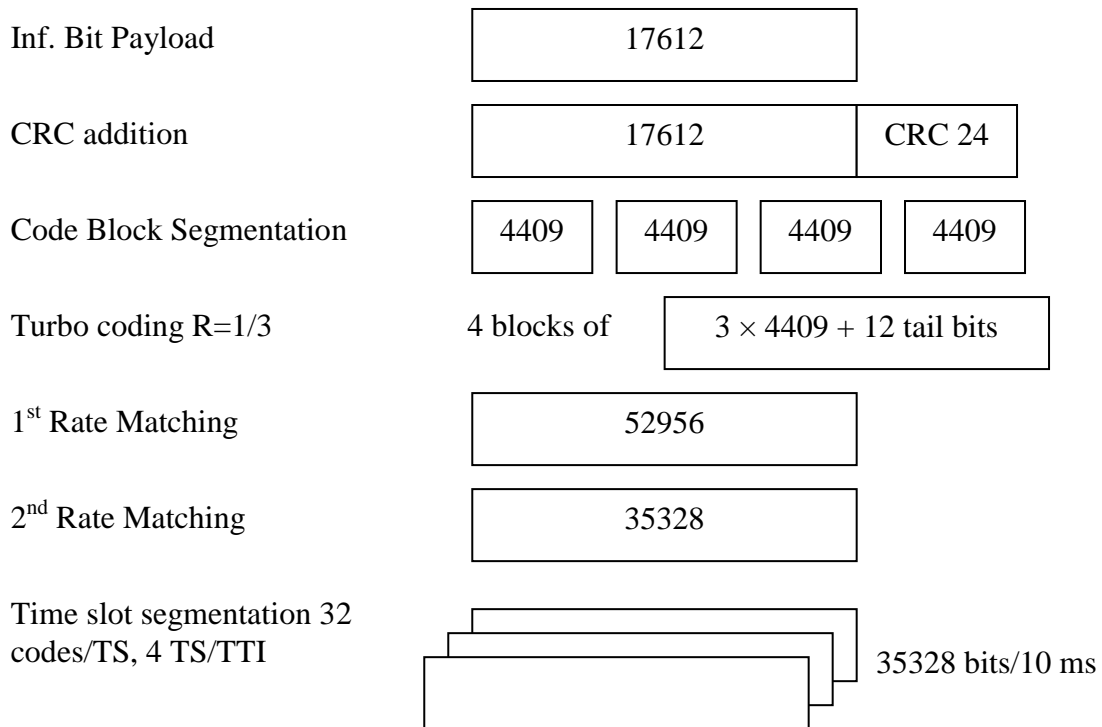 Inf. Bit Payload 17612
CRC addition 17612 CRC 24
Code Block Segmentation 4409 4409 4409 4409
Turbo coding R=1/3 4 blocks of 3 × 4409 + 12 tail bits
1st Rate Matching 52956
2nd Rate Matching 35328
Time slot segmentation 32
codes/TS, 4 TS/TTI
35328 bits/10 ms